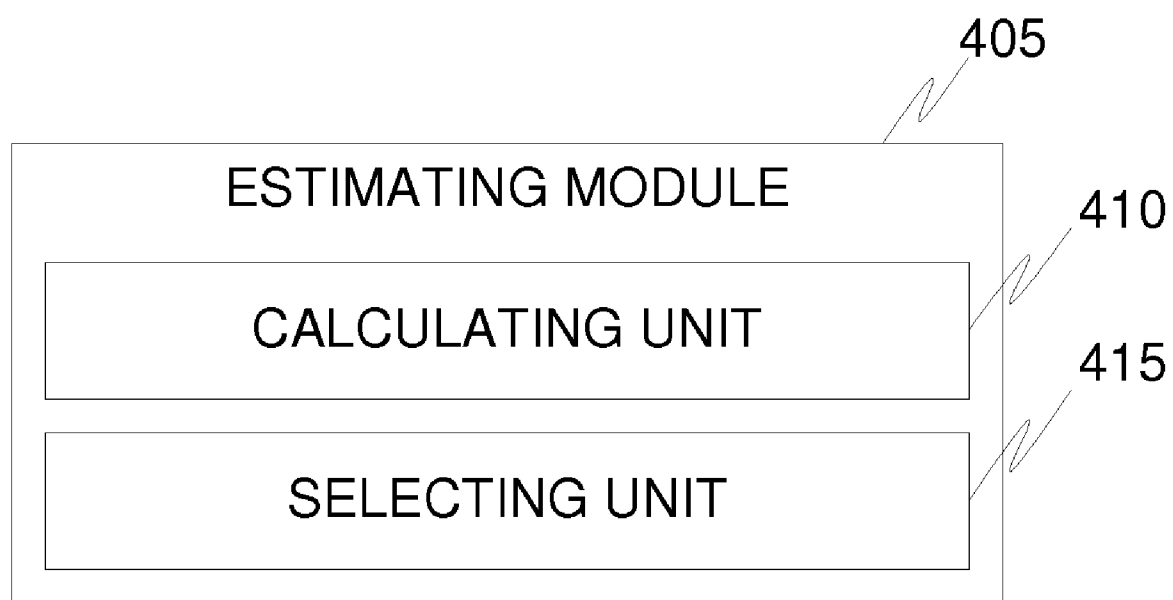 405
ESTIMATING MODULE
410
CALCULATING UNIT
415
SELECTING UNIT